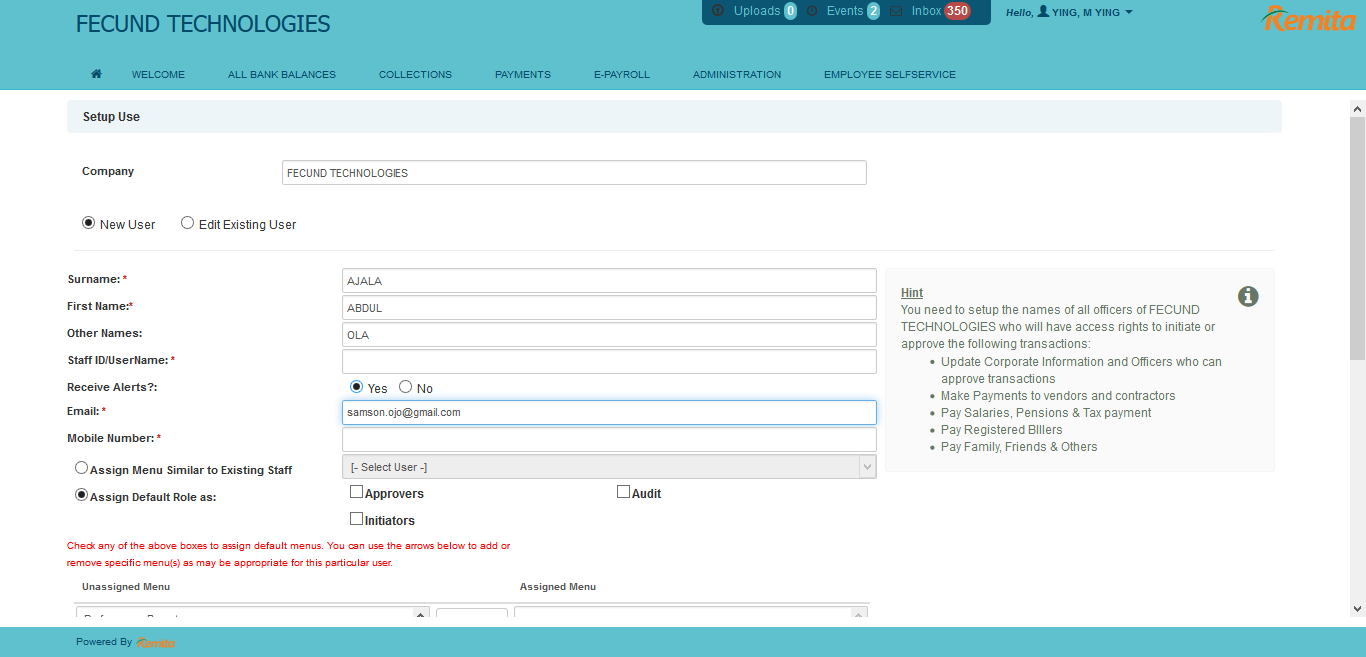 FECUND TECHNOLOGIES
Uploads 0 Events 2 Inbox 350
Hello, YING, M YING
Remita
WELCOME ALL BANK BALANCES COLLECTIONS PAYMENTS E-PAYROLL ADMINISTRATION EMPLOYEE SELFSERVICE
Setup Use
Company FECUND TECHNOLOGIES
New User Edit Existing User
Surname: * AJALA
First Name:* ABDUL
Other Names: OLA
Staff ID/UserName: *
Receive Alerts?: Yes No
Email: * samson.ojo@gmail.com
Mobile Number: *
Assign Menu Similar to Existing Staff [- Select User -]
Assign Default Role as: Approvers Audit
Initiators
Hint
You need to setup the names of all officers of FECUND
TECHNOLOGIES who will have access rights to initiate or
approve the following transactions:
• Update Corporate Information and Officers who can
approve transactions
• Make Payments to vendors and contractors
• Pay Salaries, Pensions & Tax payment
• Pay Registered BIllers
• Pay Family, Friends & Others
Check any of the above boxes to assign default menus. You can use the arrows below to add or
remove specific menu(s) as may be appropriate for this particular user.
Unassigned Menu Assigned Menu
Powered By Remita